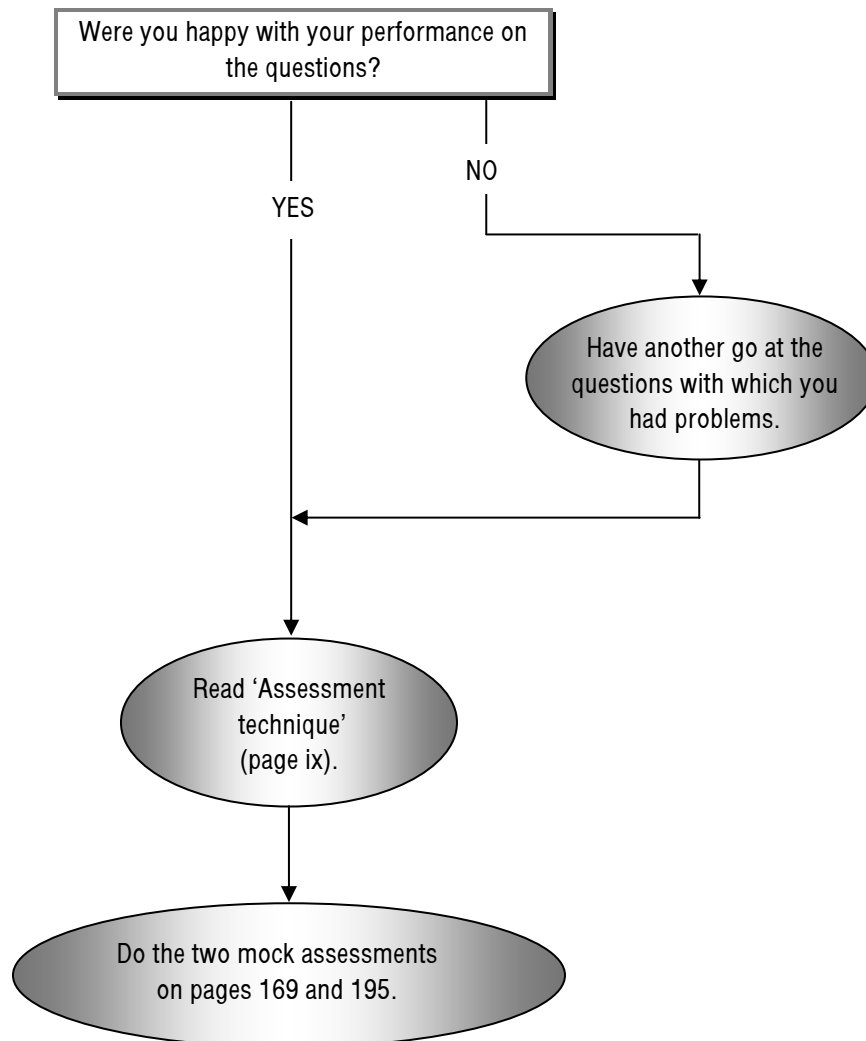 Were you happy with your performance on
the questions?
NO
YES
Have another go at the
questions with which you
had problems.
Read ‘Assessment
technique’
(page ix).
Do the two mock assessments
on pages 169 and 195.